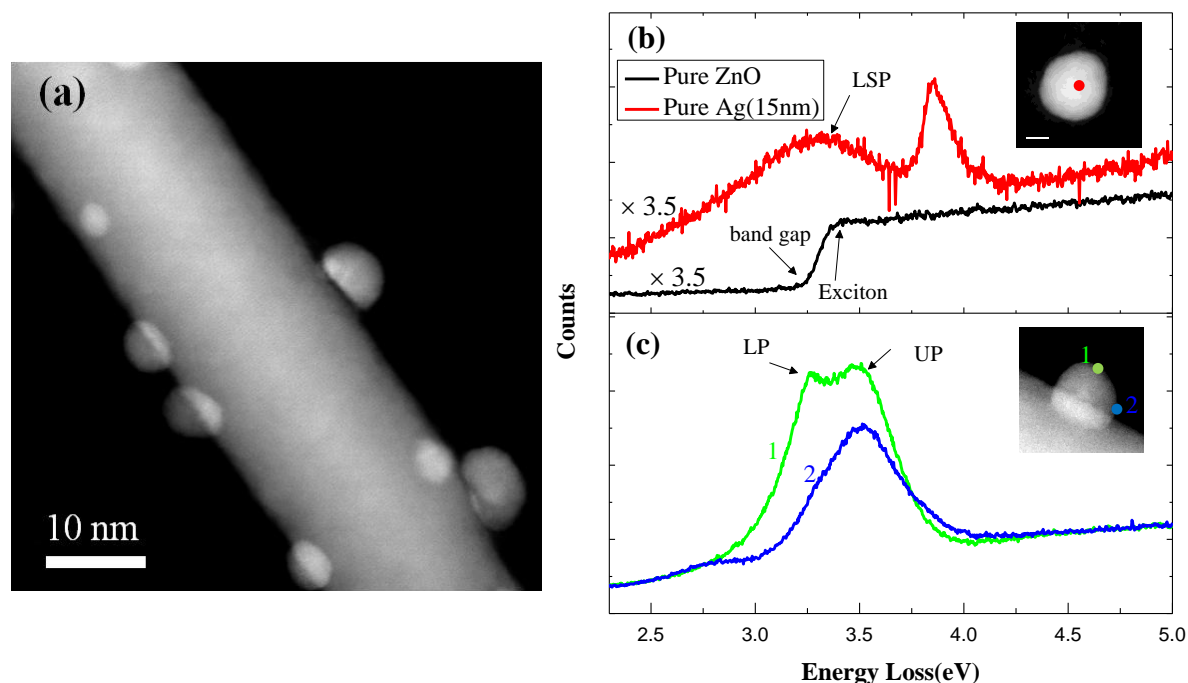 (a)
10 nm
(b)
Pure ZnO
Pure Ag(15nm)
LSP
× 3.5
band gap
× 3.5
Exciton
Counts
(c)
LP
UP
1
2
1
2
2.5 3.0 3.5 4.0 4.5 5.0
Energy Loss(eV)